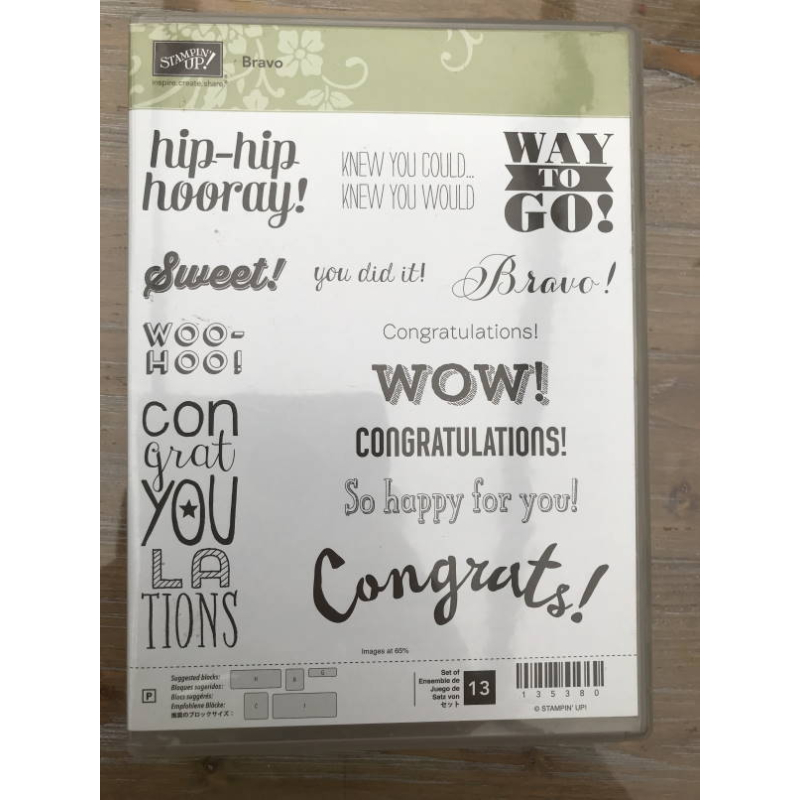 STAMPIN' UP!
inspire.create.share.®
Bravo
hip-hip
hooray!
KNEW YOU COULD...
KNEW YOU WOULD
WAY
TO
GO!
Sweet!
you did it!
Bravo!
WOO-
HOO!
Congratulations!
WOW!
CONGRATULATIONS!
So happy for you!
Congrats!
con
grat
YOU
LA
TIONS
Images at 65%
P
Suggested blocks:
Bloques sugeridos:
Blocs suggérés:
Empfohlene Blöcke:
推奨のブロックサイズ:
H
B
G
C
I
Set of
Ensemble de
Juego de
Satz von
セット
13
135380
© STAMPIN' UP!